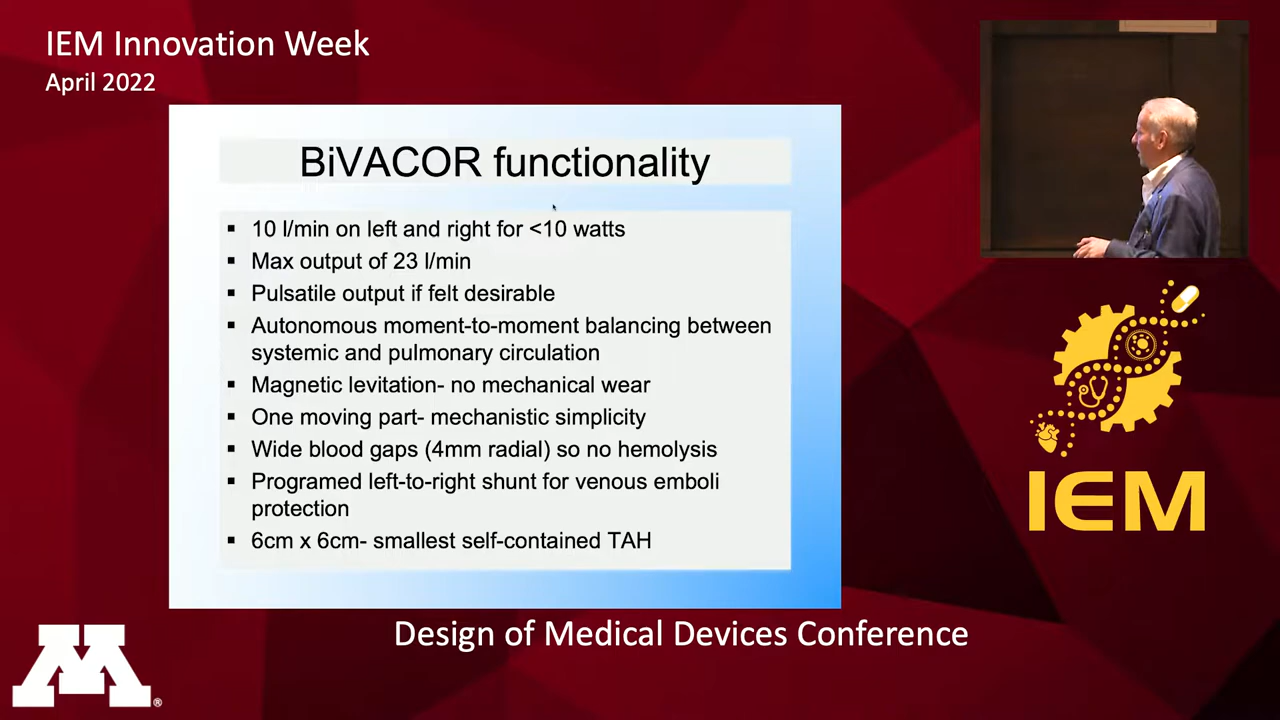 IEM Innovation Week
April 2022
BiVACOR functionality
▪ 10 l/min on left and right for <10 watts
▪ Max output of 23 l/min
▪ Pulsatile output if felt desirable
▪ Autonomous moment-to-moment balancing between
systemic and pulmonary circulation
▪ Magnetic levitation- no mechanical wear
▪ One moving part- mechanistic simplicity
▪ Wide blood gaps (4mm radial) so no hemolysis
▪ Programed left-to-right shunt for venous emboli
protection
▪ 6cm x 6cm- smallest self-contained TAH
IEM
Design of Medical Devices Conference
M®